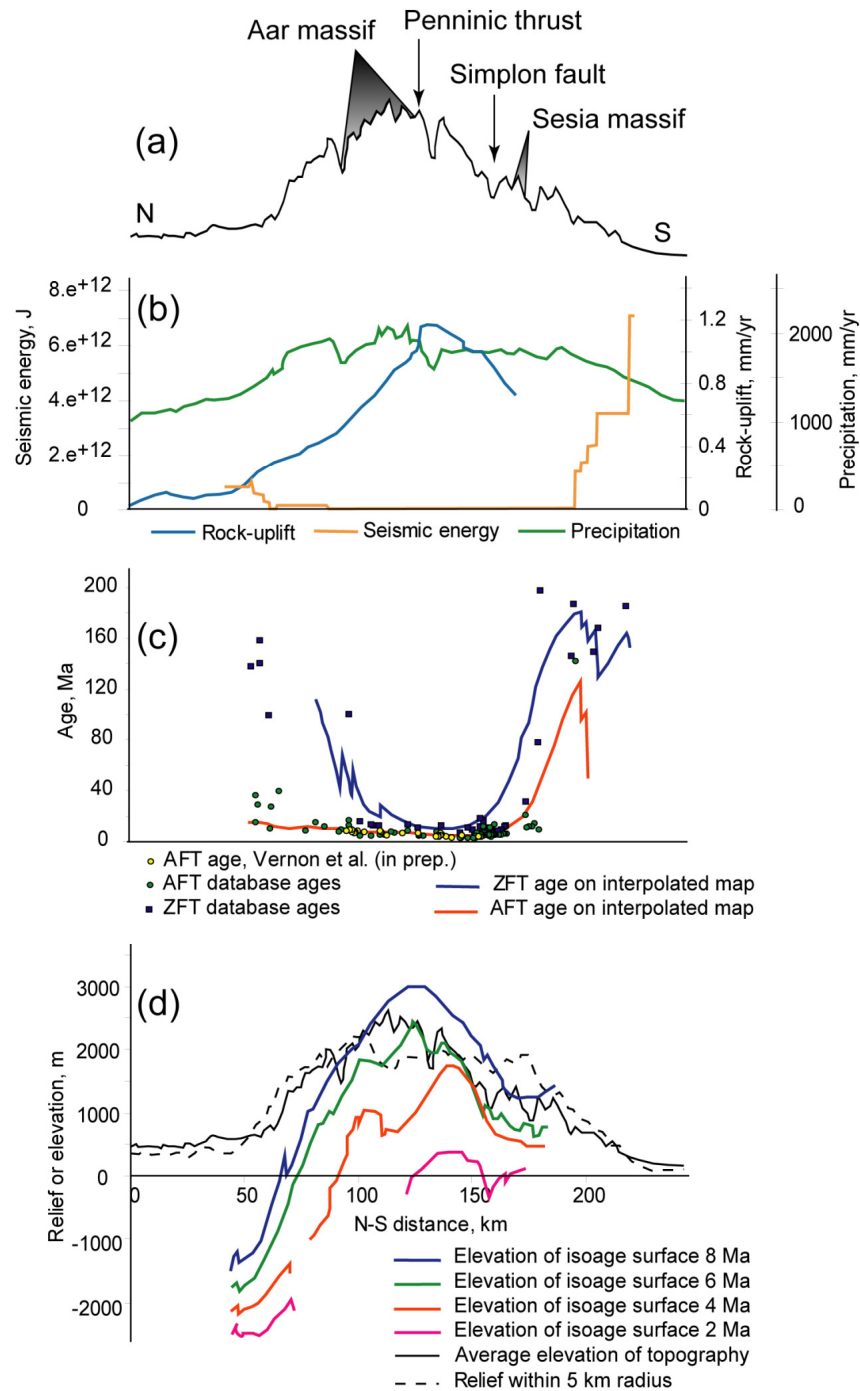 Penninic thrust
Aar massif
Simplon fault
Sesia massif
(a)
N
S
(b)
8.e+12
6.e+12
4.e+12
2.e+12
0
Seismic energy, J
1.2
0.8
0.4
0
Rock-uplift, mm/yr
2000
1000
0
Precipitation, mm/yr
Rock-uplift
Seismic energy
Precipitation
(c)
200
160
120
80
40
0
Age, Ma
AFT age, Vernon et al. (in prep.)
AFT database ages
ZFT age on interpolated map
ZFT database ages
AFT age on interpolated map
(d)
3000
2000
1000
0
-1000
-2000
Relief or elevation, m
0
50
100
150
200
N-S distance, km
Elevation of isoage surface 8 Ma
Elevation of isoage surface 6 Ma
Elevation of isoage surface 4 Ma
Elevation of isoage surface 2 Ma
Average elevation of topography
Relief within 5 km radius